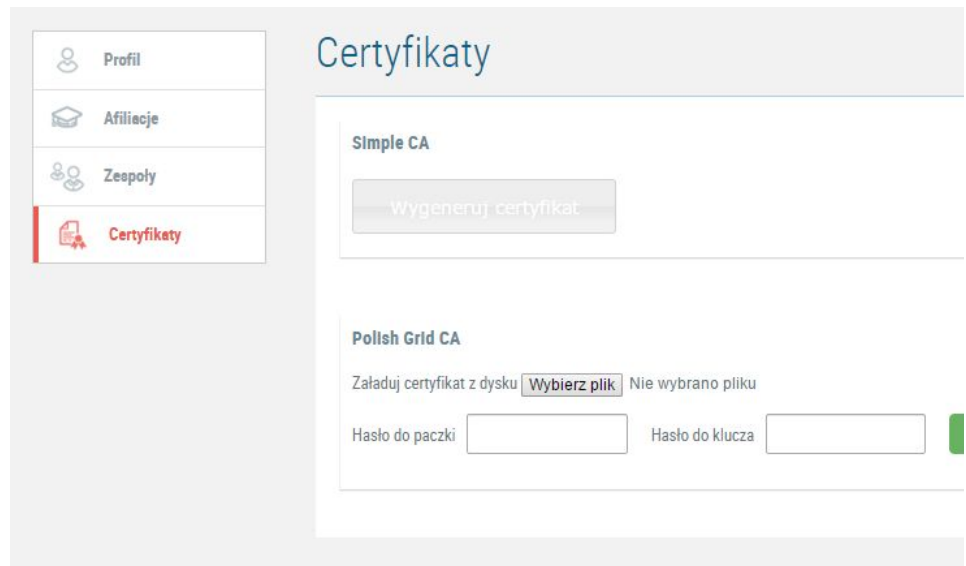 Profil
Afiliacje
Zespoły
Certyfikaty
Certyfikaty
Simple CA
Wygeneruj certyfikat
Polish Grid CA
Załaduj certyfikat z dysku Wybierz plik Nie wybrano pliku
Hasło do paczki Hasło do klucza